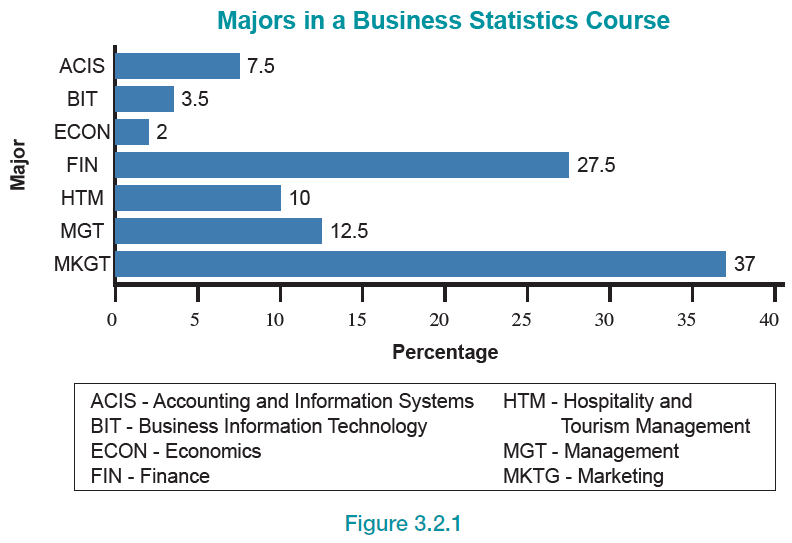 Majors in a Business Statistics Course
Major
ACIS 7.5
BIT 3.5
ECON 2
FIN 27.5
HTM 10
MGT 12.5
MKGT 37
0 5 10 15 20 25 30 35 40
Percentage
ACIS - Accounting and Information Systems
BIT - Business Information Technology
ECON - Economics
FIN - Finance
HTM - Hospitality and
Tourism Management
MGT - Management
MKTG - Marketing
Figure 3.2.1